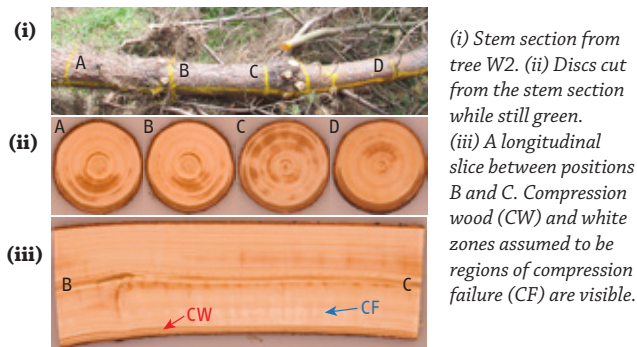 (i)
A
B
C
D
(ii)
A
B
C
D
(iii)
B
C
CW
CF
(i) Stem section from
tree W2. (ii) Discs cut
from the stem section
while still green.
(iii) A longitudinal
slice between positions
B and C. Compression
wood (CW) and white
zones assumed to be
regions of compression
failure (CF) are visible.